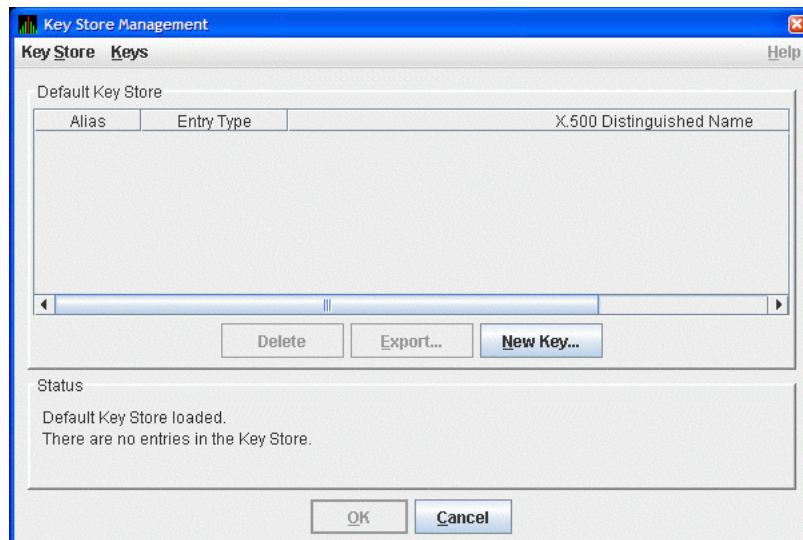 Key Store Management
Key Store Keys Help
Default Key Store
Alias Entry Type X.500 Distinguished Name
Delete Export... New Key...
Status
Default Key Store loaded.
There are no entries in the Key Store.
OK Cancel